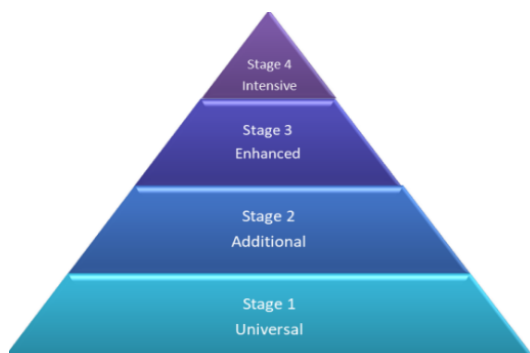 Stage 4
Intensive
Stage 3
Enhanced
Stage 2
Additional
Stage 1
Universal